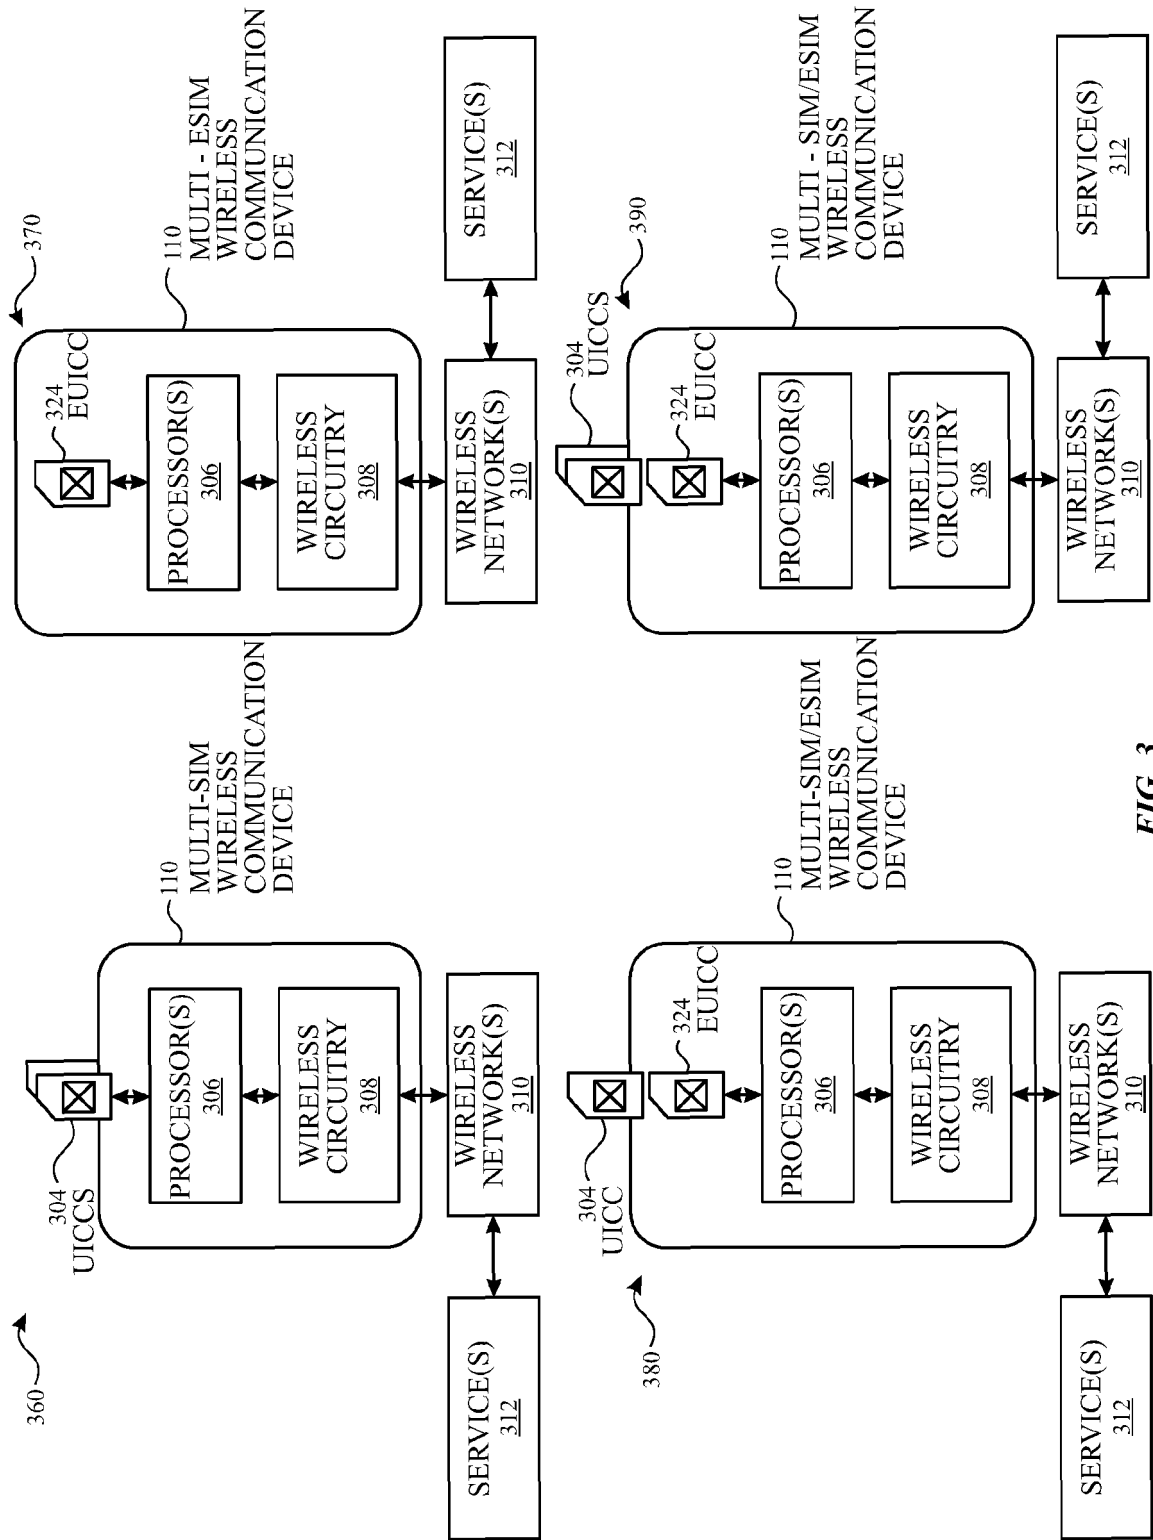 360
304
UICCS
PROCESSOR(S)
306
WIRELESS
CIRCUITRY
308
110
MULTI-SIM
WIRELESS
COMMUNICATION
DEVICE
WIRELESS
NETWORK(S)
310
SERVICE(S)
312
370
324
EUICC
PROCESSOR(S)
306
WIRELESS
CIRCUITRY
308
110
MULTI - ESIM
WIRELESS
COMMUNICATION
DEVICE
WIRELESS
NETWORK(S)
310
SERVICE(S)
312
380
304
UICC
324
EUICC
PROCESSOR(S)
306
WIRELESS
CIRCUITRY
308
110
MULTI-SIM/ESIM
WIRELESS
COMMUNICATION
DEVICE
WIRELESS
NETWORK(S)
310
SERVICE(S)
312
390
304
UICCS
324
EUICC
PROCESSOR(S)
306
WIRELESS
CIRCUITRY
308
110
MULTI - SIM/ESIM
WIRELESS
COMMUNICATION
DEVICE
WIRELESS
NETWORK(S)
310
SERVICE(S)
312
FIG. 3